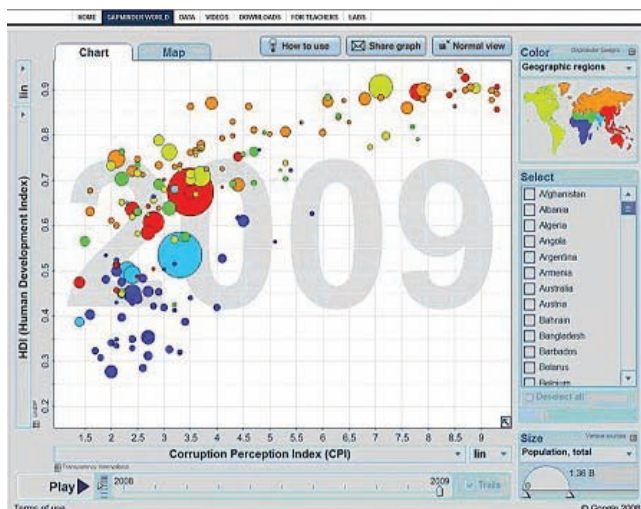 HOME GAPMINDER WORLD DATA VIDEOS DOWNLOADS FOR TEACHERS LABS
Chart
Map
How to use
Share graph
Normal view
Color
Geographic regions
lin
HDI (Human Development Index)
0.9
0.8
0.7
0.6
0.5
0.4
0.3
0.2
2009
1.5 2 2.5 3 3.5 4 4.5 5 5.5 6 6.5 7 7.5 8 8.5 9
Corruption Perception Index (CPI)
lin
Transparency International
Play
2008
2009
Trails
Select
Afghanistan
Albania
Algeria
Angola
Argentina
Armenia
Australia
Austria
Bahrain
Bangladesh
Barbados
Belarus
Belgium
Deselect all
Size
Population, total
1.36 B
0
Terms of use
© Google 2008